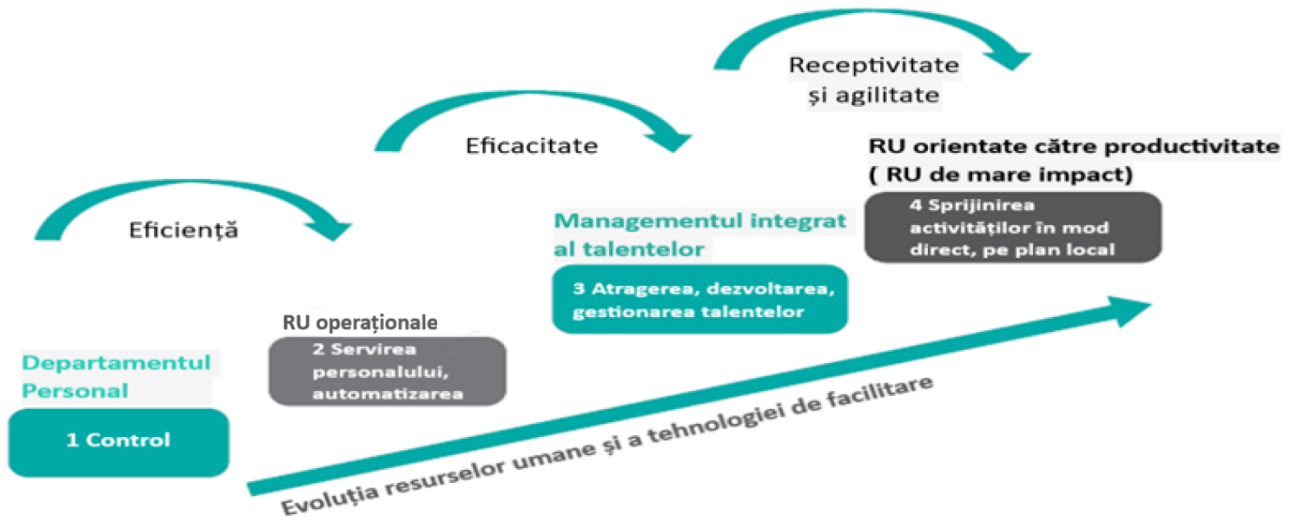 Receptivitate
și agilitate
Eficacitate
Eficiență
RU orientate către productivitate
( RU de mare impact)
4 Sprijinirea
activităților în mod
direct, pe plan local
Managementul integrat
al talentelor
3 Atragerea, dezvoltarea,
gestionarea talentelor
RU operaționale
2 Servirea
personalului,
automatizarea
Departamentul
Personal
1 Control
Evoluția resurselor umane și a tehnologiei de facilitare